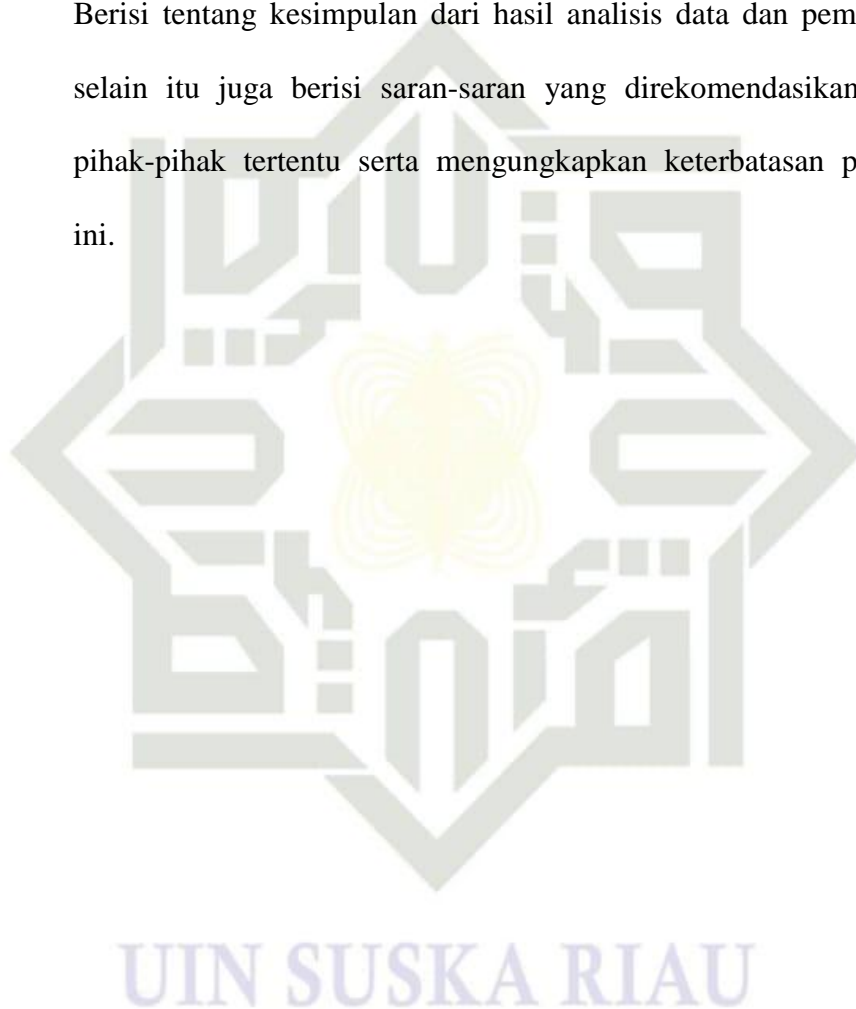 Berisi tentang kesimpulan dari hasil analisis data dan pem
selain itu juga berisi saran-saran yang direkomendasikan
pihak-pihak tertentu serta mengungkapkan keterbatasan p
ini.
UIN SUSKA RIAU